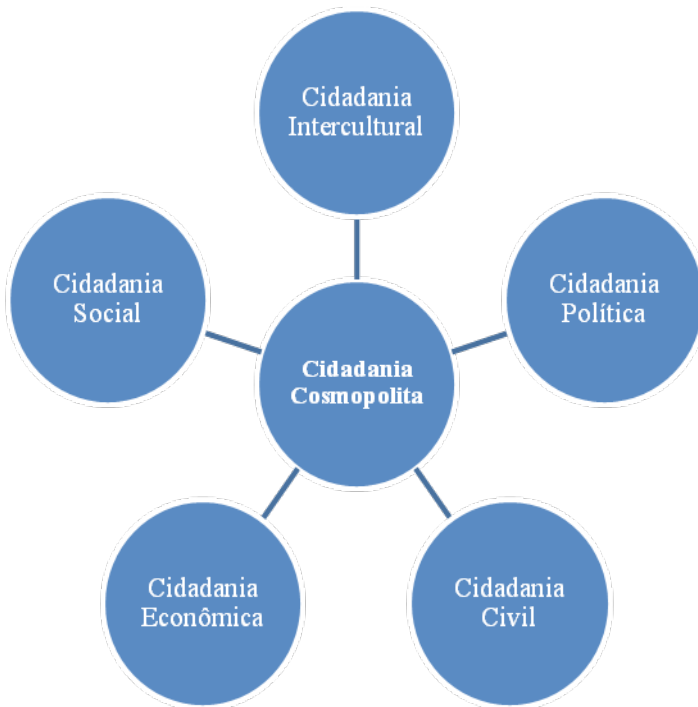 Cidadania
Intercultural
Cidadania
Social
Cidadania
Política
Cidadania
Cosmopolita
Cidadania
Econômica
Cidadania
Civil